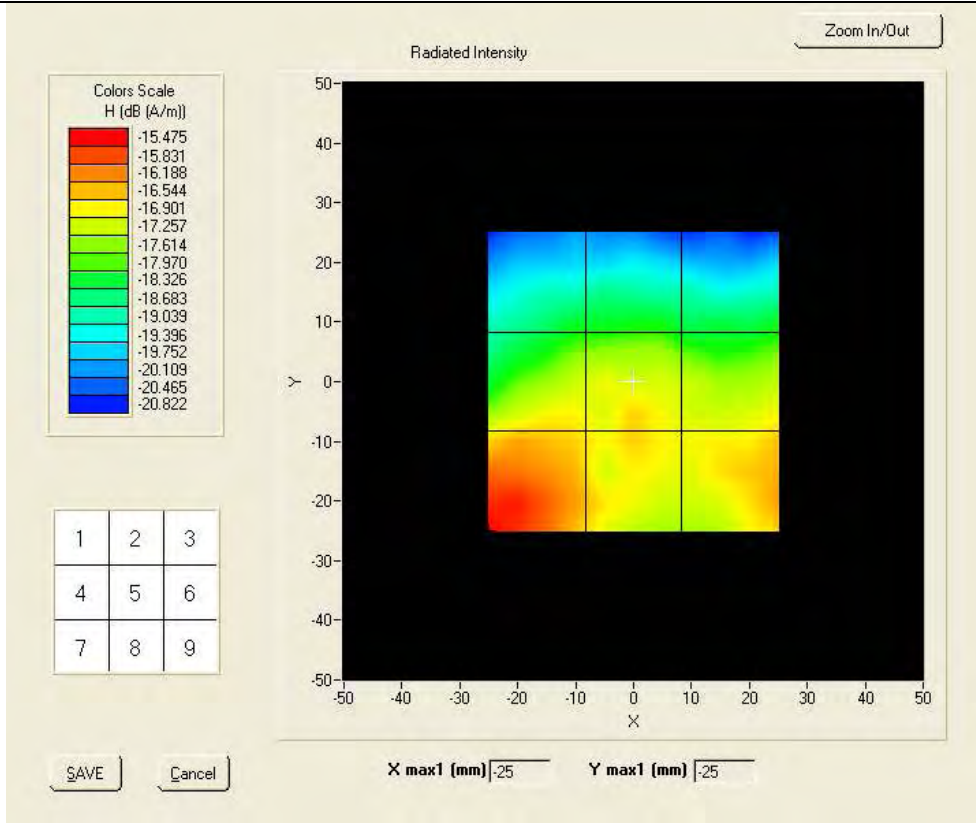 Zoom In/Out
Radiated Intensity
Colors Scale
H (dB (A/m))
-15.475
-15.831
-16.188
-16.544
-16.901
-17.257
-17.614
-17.970
-18.326
-18.683
-19.039
-19.396
-19.752
-20.109
-20.465
-20.822
1 2 3
4 5 6
7 8 9
50
40
30
20
10
Y 0
-10
-20
-30
-40
-50
-50 -40 -30 -20 -10 0 10 20 30 40 50
X
SAVE Cancel
X max1 (mm) -25 Y max1 (mm) -25